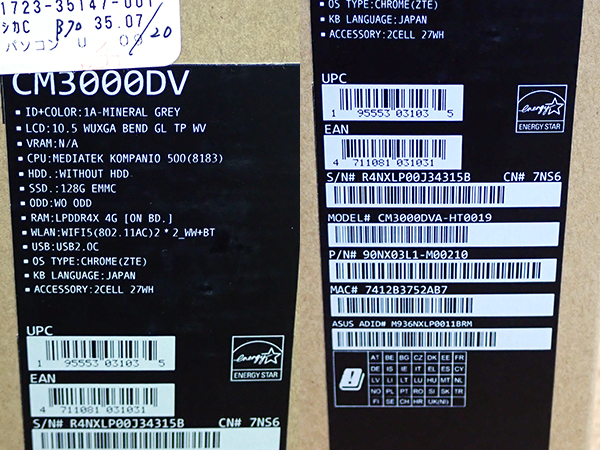 1723-35147-001
シカC β70 35.07/20
パソコン
CM3000DV
▪ ID+COLOR:1A-MINERAL GREY
▪ LCD:10.5 WUXGA BEND GL TP WV
▪ VRAM:N/A
▪ CPU:MEDIATEK KOMPANIO 500(8183)
▪ HDD.:WITHOUT HDD
▪ SSD.:128G EMMC
▪ ODD:WO ODD
▪ RAM:LPDDR4X 4G [ON BD.]
▪ WLAN:WIFI5(802.11AC)2*2_WW+BT
▪ USB:USB2.0C
▪ OS TYPE:CHROME(ZTE)
▪ KB LANGUAGE:JAPAN
▪ ACCESSORY:2CELL 27WH
UPC
1 95553 03103 5
ENERGY STAR
EAN
4 711081 031031
S/N# R4NXLP00J34315B CN# 7NS6
▪ OS TYPE:CHROME(ZTE)
▪ KB LANGUAGE:JAPAN
▪ ACCESSORY:2CELL 27WH
UPC
1 95553 03103 5
energy
ENERGY STAR
EAN
4 711081 031031
S/N# R4NXLP00J34315B CN# 7NS6
MODEL# CM3000DVA-HT0019
P/N# 90NX03L1-M00210
MAC# 7412B3752AB7
ASUS ADID# M936NXLP0011BRM
AT BE BG CZ DK EE FR
DE IS IE IT EL ES CY
LV LI LT LU HU MT NL
NO PL PT RO SI SK TR
FI SE CH HR UK(NI)